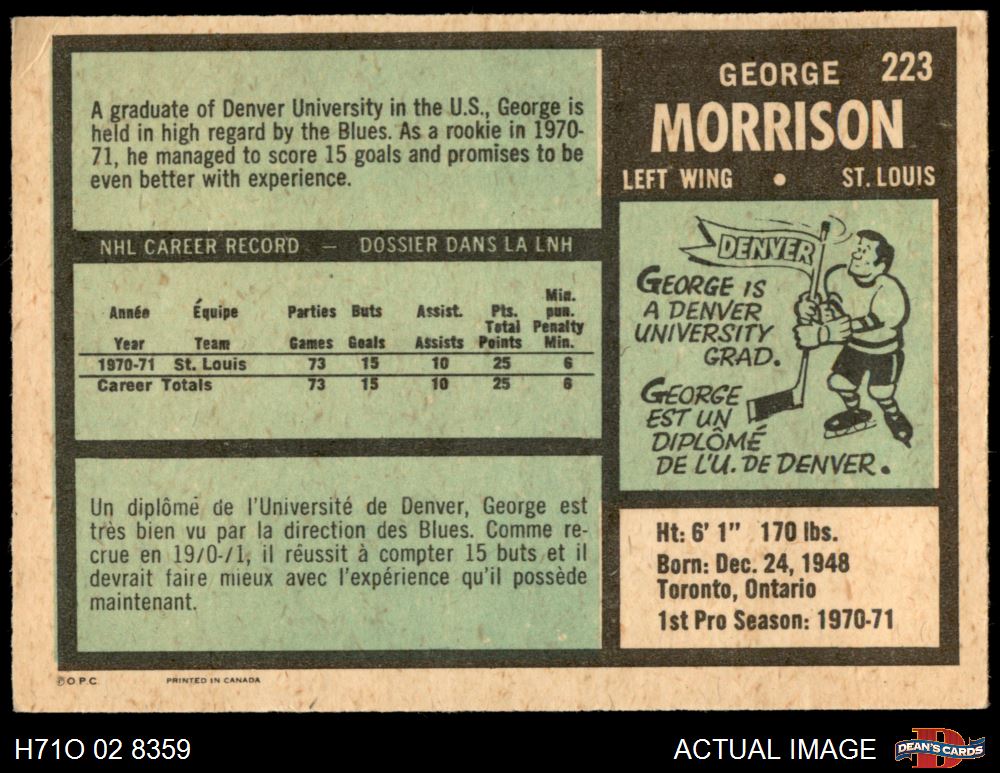 A graduate of Denver University in the U.S., George is
held in high regard by the Blues. As a rookie in 1970-
71, he managed to score 15 goals and promises to be
even better with experience.
NHL CAREER RECORD — DOSSIER DANS LA LNH
Année Équipe Parties Buts Assist. Pts. Min. pun.
Year Team Games Goals Assists Total Points Penalty Min.
1970-71 St. Louis 73 15 10 25 6
Career Totals 73 15 10 25 6
Un diplômé de l'Université de Denver, George est
très bien vu par la direction des Blues. Comme re-
crue en 19/0-/1, il réussit à compter 15 buts et il
devrait faire mieux avec l'expérience qu'il possède
maintenant.
GEORGE 223
MORRISON
LEFT WING • ST. LOUIS
DENVER
GEORGE IS
A DENVER
UNIVERSITY
GRAD.
GEORGE
EST UN
DIPLÔMÉ
DE L'U. DE DENVER.
Ht: 6' 1" 170 lbs.
Born: Dec. 24, 1948
Toronto, Ontario
1st Pro Season: 1970-71
©O.P.C. PRINTED IN CANADA
H71O 02 8359
ACTUAL IMAGE
D
DEAN'S CARDS